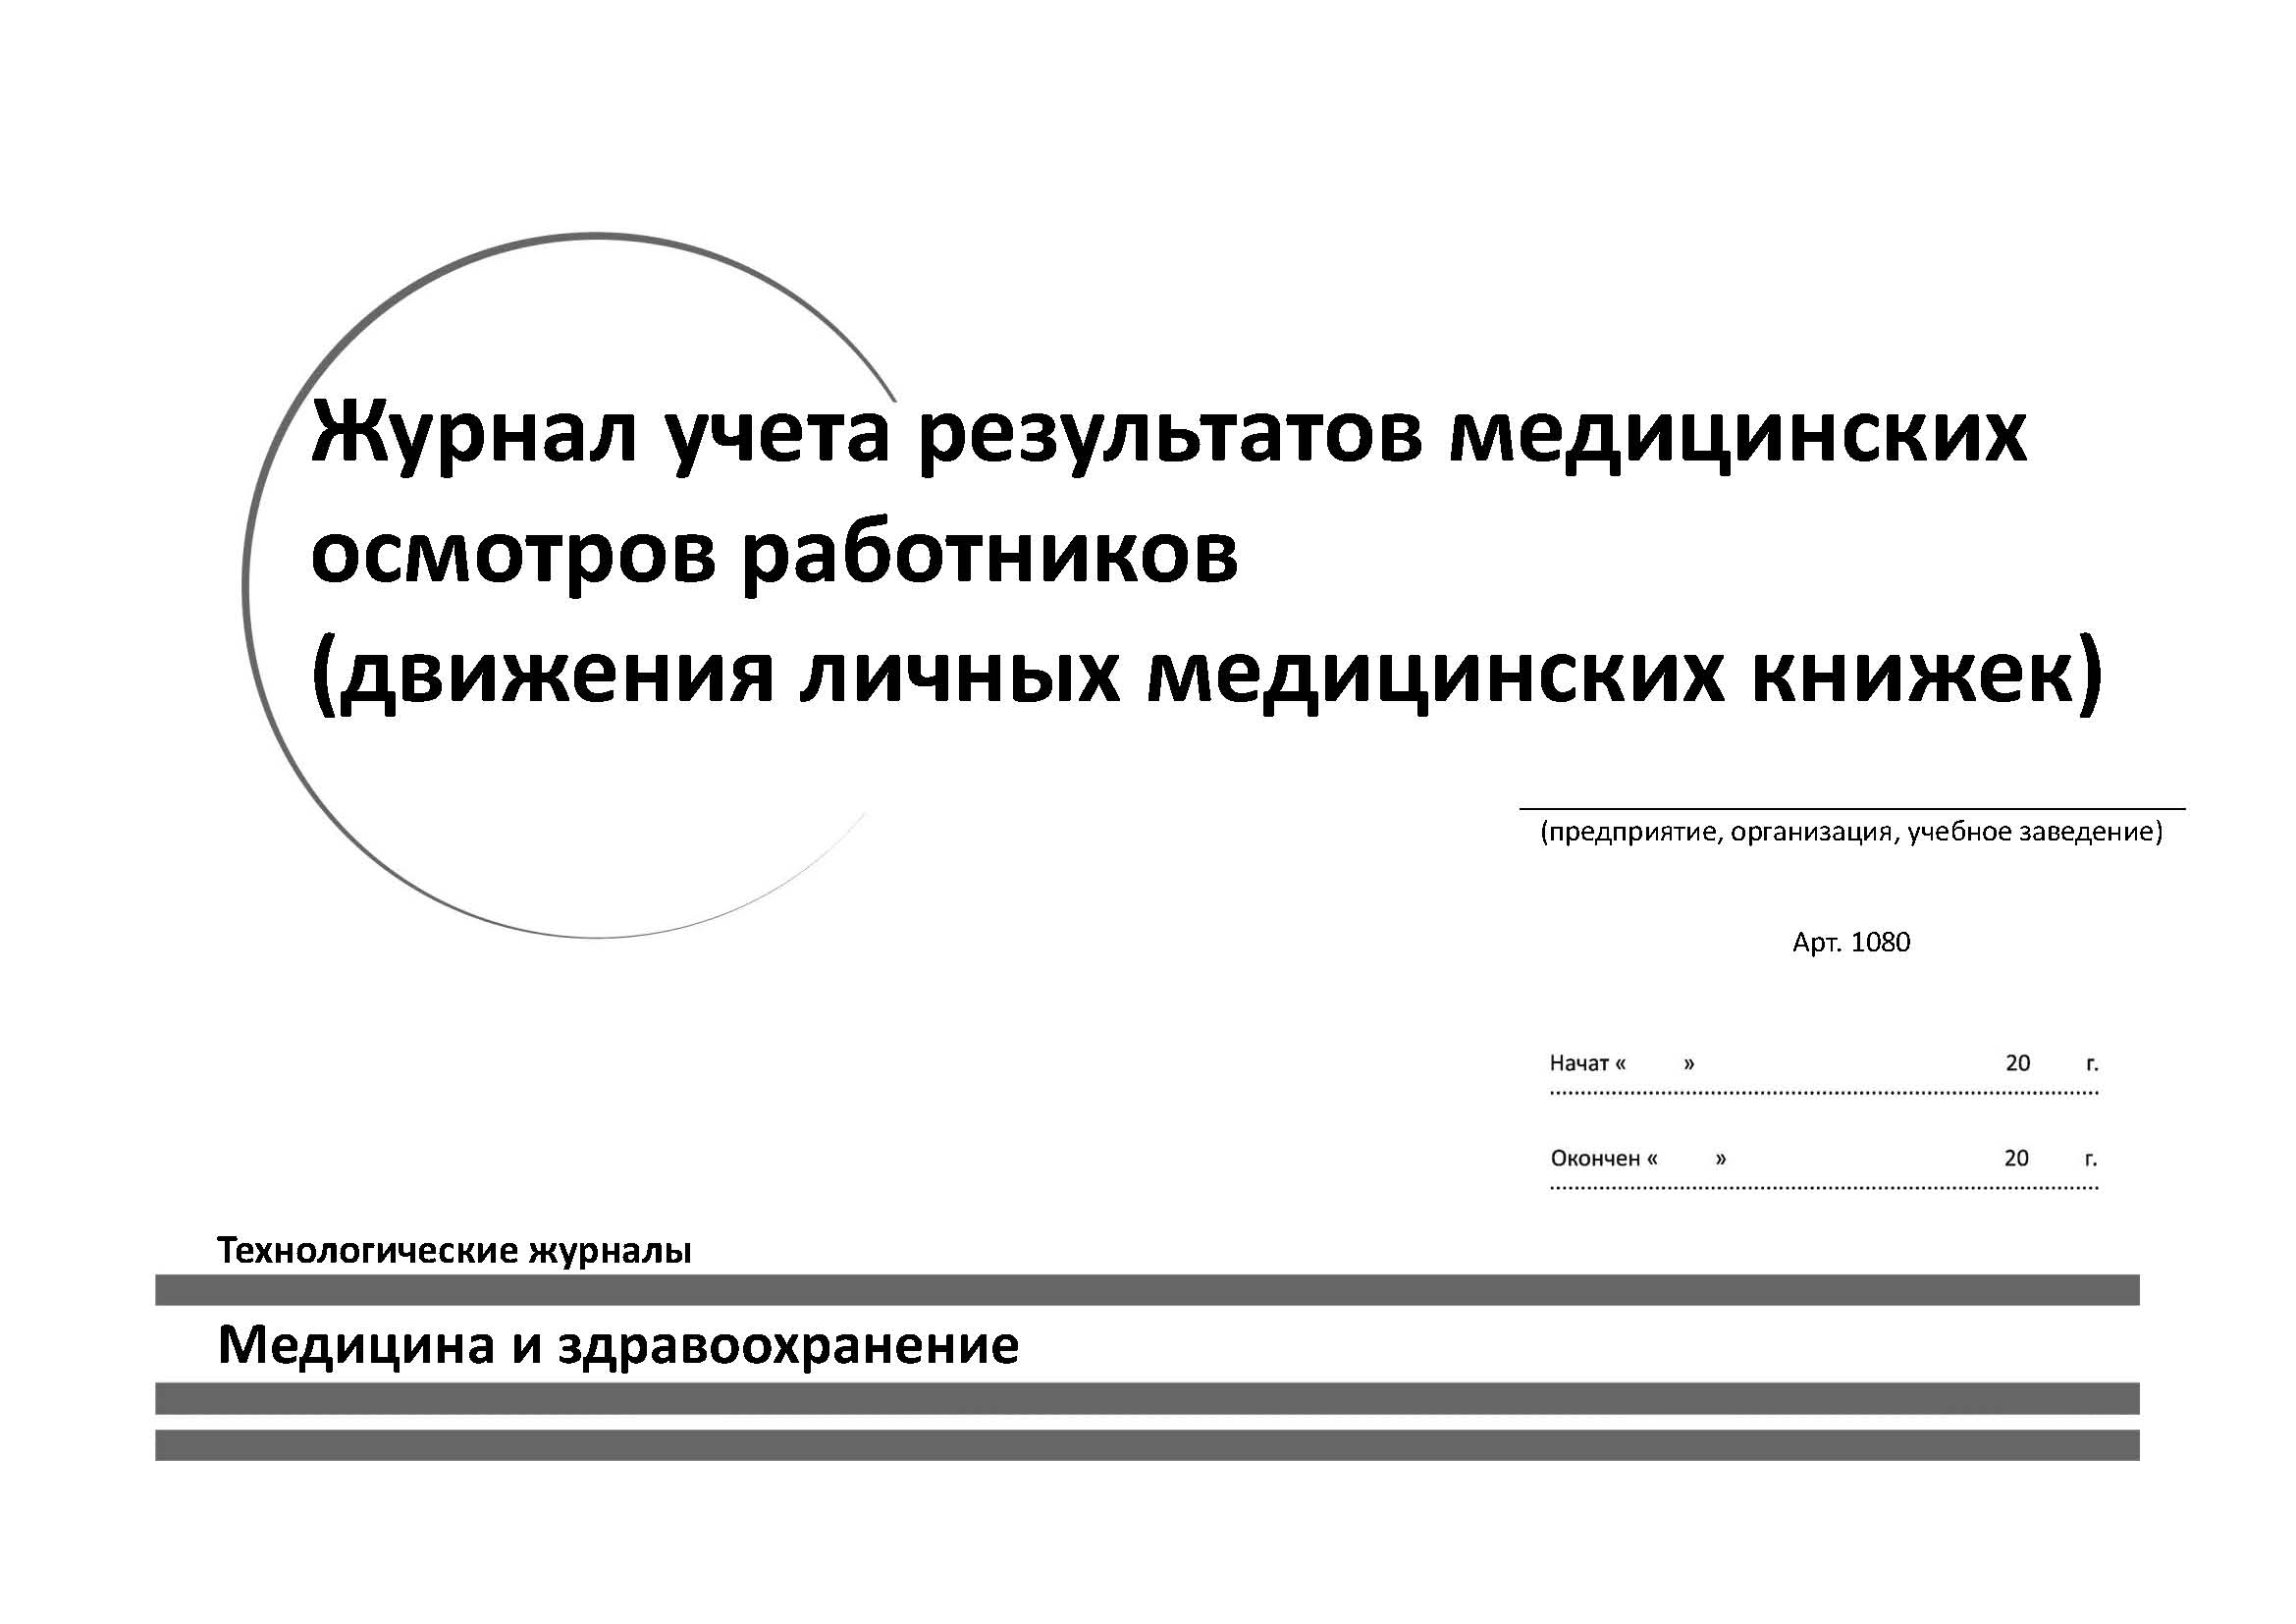 Журнал учета результатов медицинских
осмотров работников
(движения личных медицинских книжек)
(предприятие, организация, учебное заведение)
Арт. 1080
Начат « » 20 г.
Окончен « » 20 г.
Технологические журналы
Медицина и здравоохранение